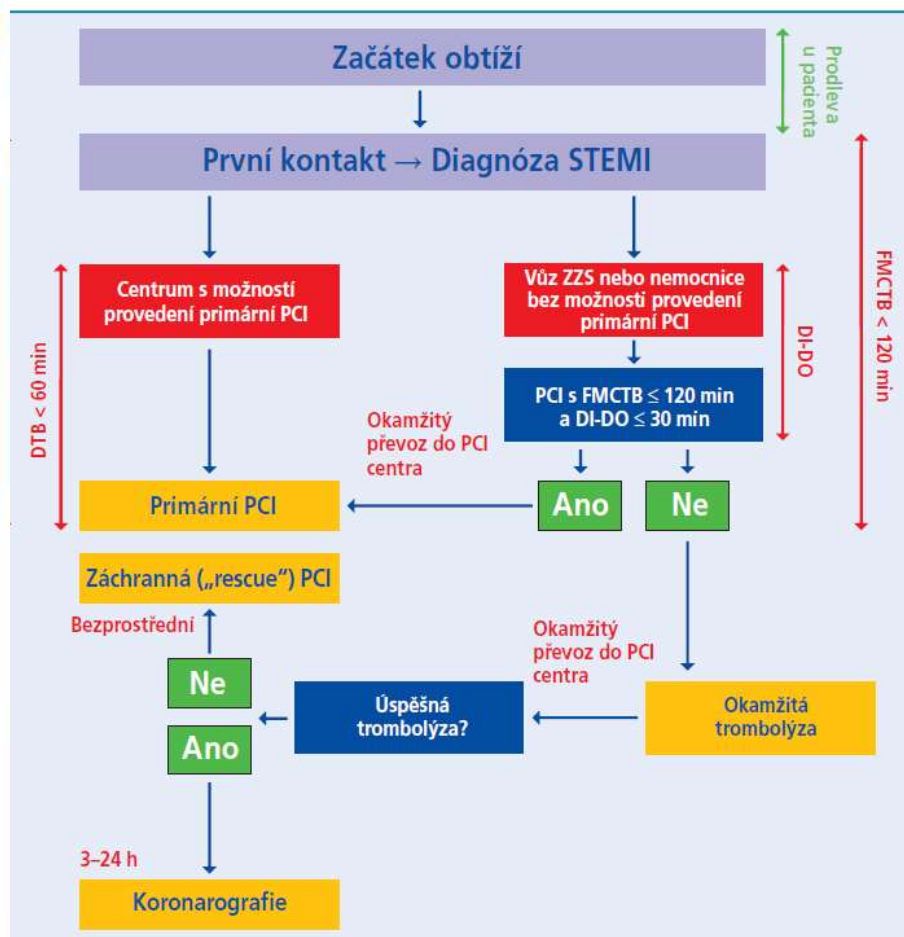 Začátek obtíží
Prodleva
u pacienta
První kontakt → Diagnóza STEMI
Centrum s možností
provedení primární PCI
Vůz ZZS nebo nemocnice
bez možnosti provedení
primární PCI
DTB < 60 min
DI-DO
FMCTB < 120 min
PCI s FMCTB ≤ 120 min
a DI-DO ≤ 30 min
Okamžitý
převoz do PCI
centra
Primární PCI
Ano
Ne
Záchranná („rescue“) PCI
Bezprostřední
Okamžitý
převoz do PCI
centra
Ne
Ano
Úspěšná
trombolýza?
Okamžitá
trombolýza
3–24 h
Koronarografie